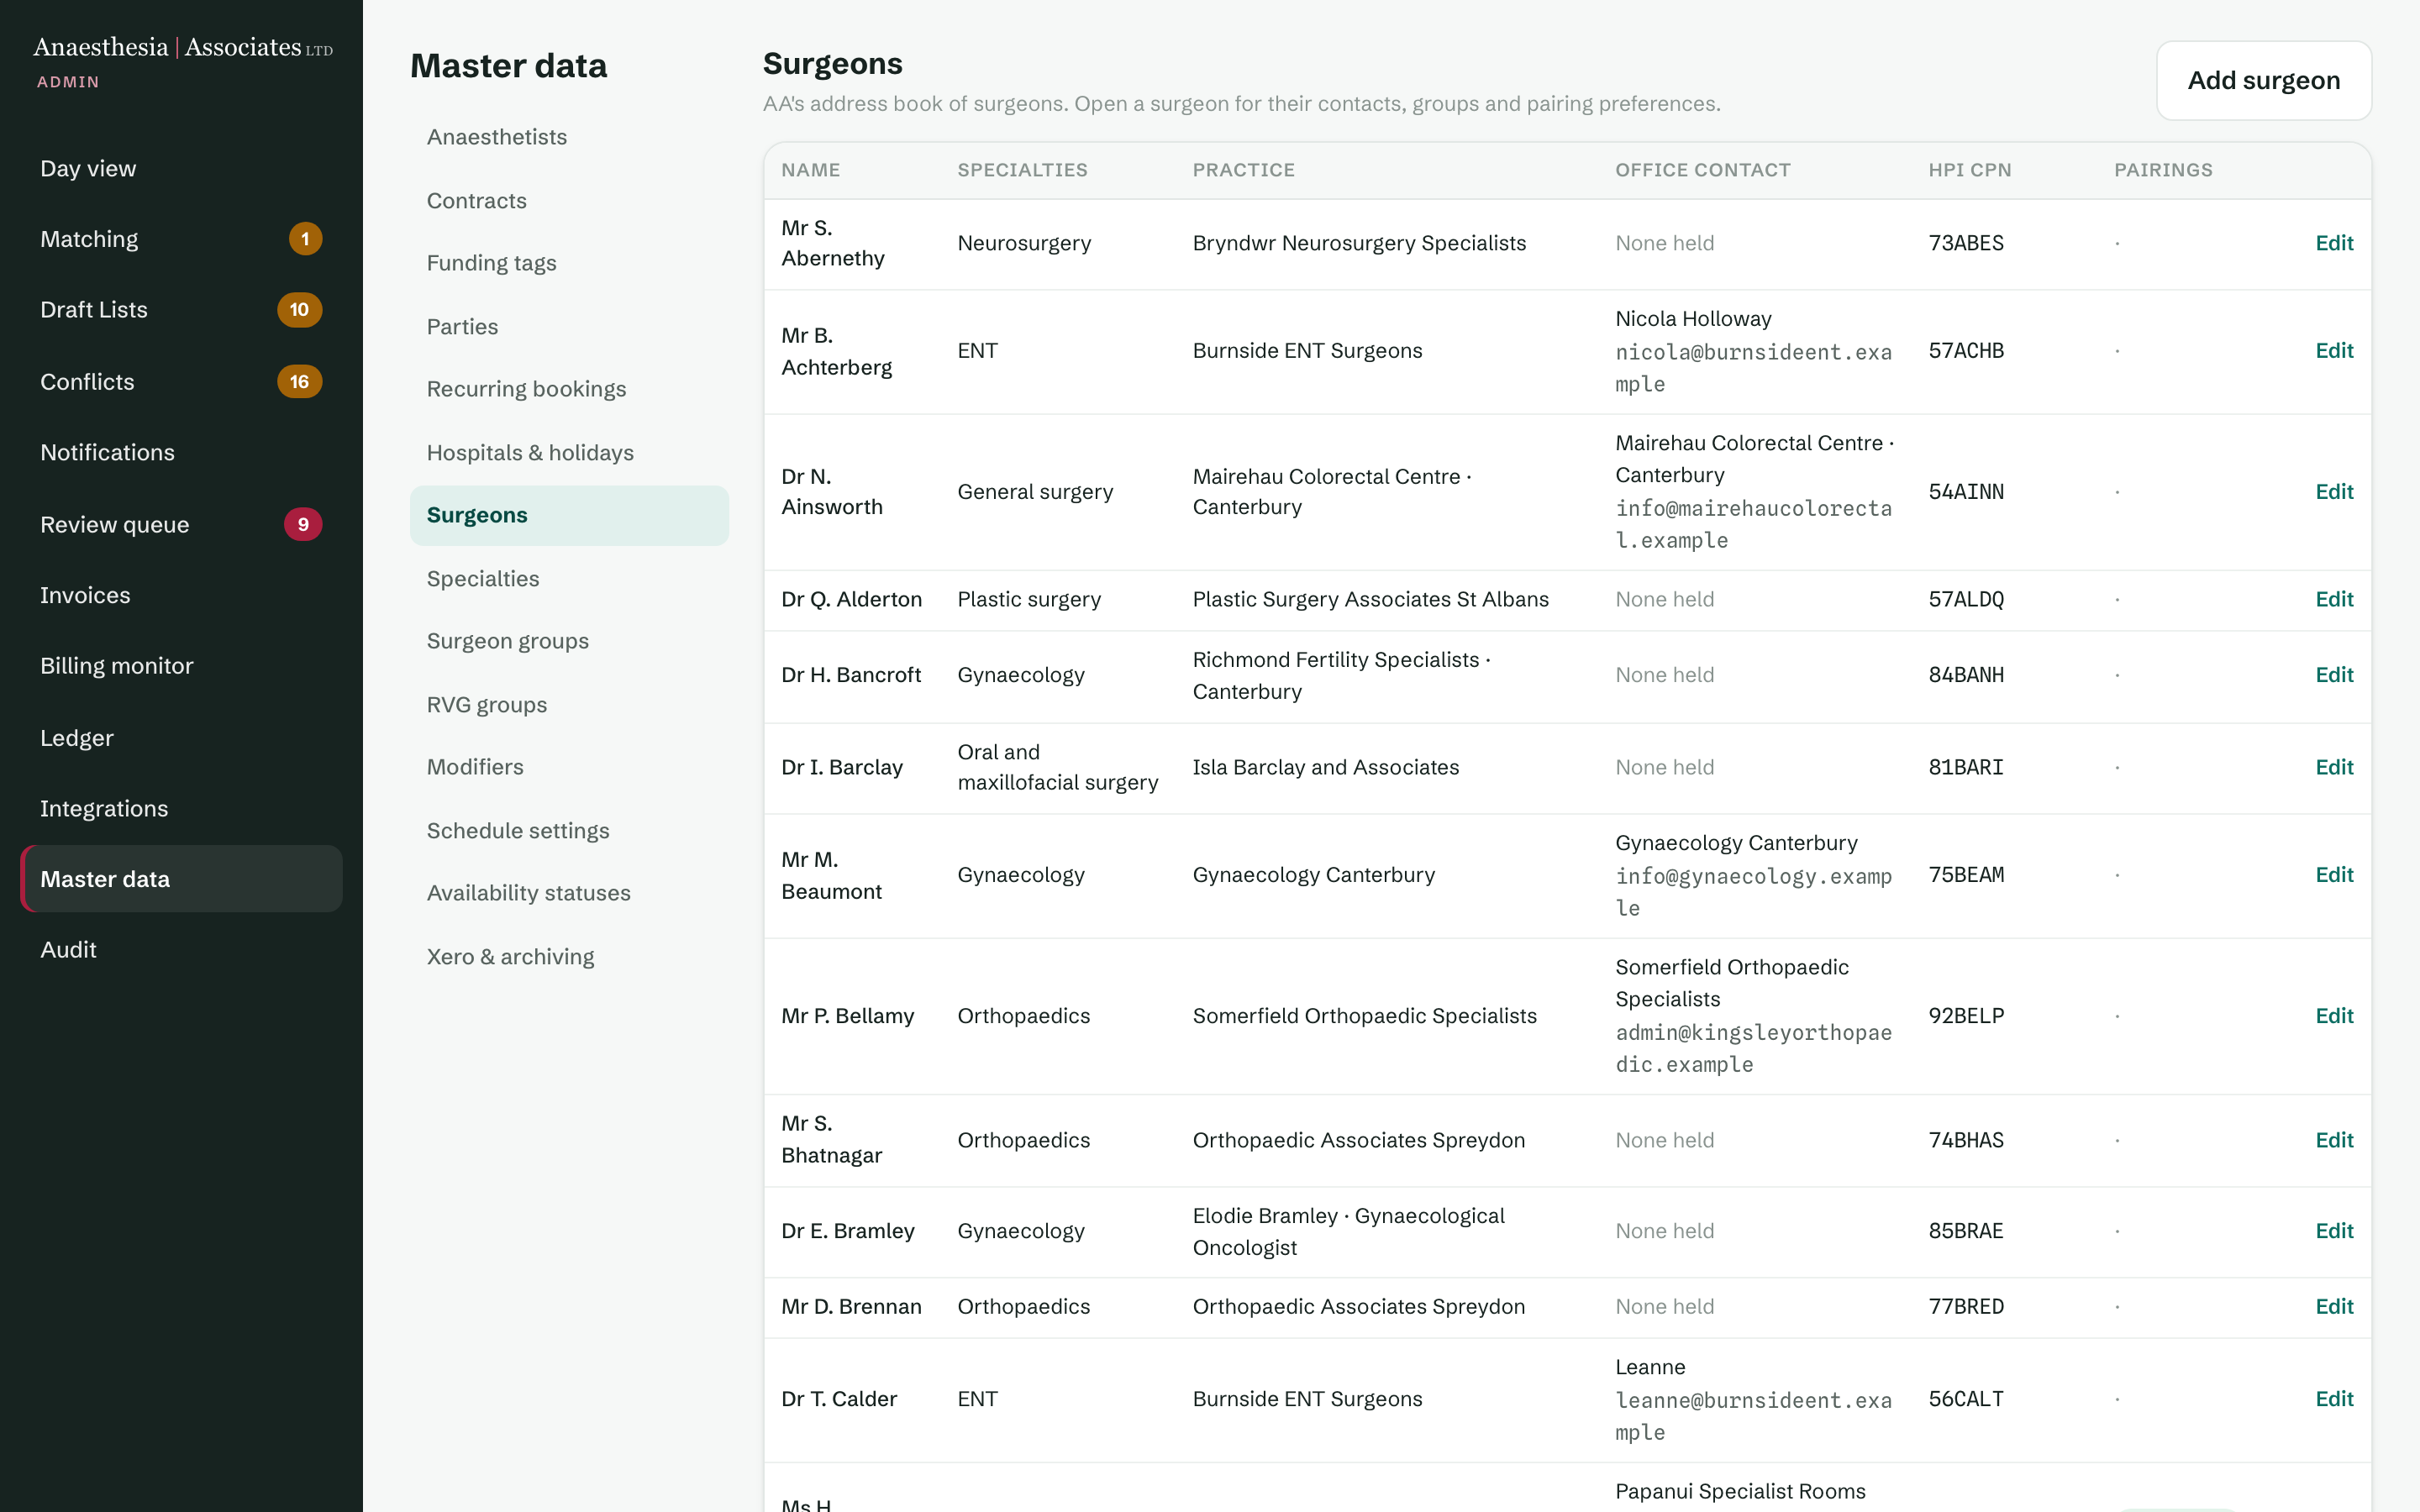 Anaesthesia | Associates LTD
ADMIN
Day view
Matching 1
Draft Lists 10
Conflicts 16
Notifications
Review queue 9
Invoices
Billing monitor
Ledger
Integrations
Master data
Audit
Master data
Anaesthetists
Contracts
Funding tags
Parties
Recurring bookings
Hospitals & holidays
Surgeons
Specialties
Surgeon groups
RVG groups
Modifiers
Schedule settings
Availability statuses
Xero & archiving
Surgeons
AA's address book of surgeons. Open a surgeon for their contacts, groups and pairing preferences.
Add surgeon
NAME SPECIALTIES PRACTICE OFFICE CONTACT HPI CPN PAIRINGS
Mr S.
Abernethy
Neurosurgery
Bryndwr Neurosurgery Specialists
None held
73ABES
·
Edit
Mr B.
Achterberg
ENT
Burnside ENT Surgeons
Nicola Holloway
nicola@burnsideent.exa
mple
57ACHB
·
Edit
Dr N.
Ainsworth
General surgery
Mairehau Colorectal Centre ·
Canterbury
Mairehau Colorectal Centre ·
Canterbury
info@mairehaucolorecta
l.example
54AINN
·
Edit
Dr Q. Alderton
Plastic surgery
Plastic Surgery Associates St Albans
None held
57ALDQ
·
Edit
Dr H. Bancroft
Gynaecology
Richmond Fertility Specialists ·
Canterbury
None held
84BANH
·
Edit
Dr I. Barclay
Oral and
maxillofacial surgery
Isla Barclay and Associates
None held
81BARI
·
Edit
Mr M.
Beaumont
Gynaecology
Gynaecology Canterbury
Gynaecology Canterbury
info@gynaecology.examp
le
75BEAM
·
Edit
Mr P. Bellamy
Orthopaedics
Somerfield Orthopaedic Specialists
Somerfield Orthopaedic
Specialists
admin@kingsleyorthopae
dic.example
92BELP
·
Edit
Mr S.
Bhatnagar
Orthopaedics
Orthopaedic Associates Spreydon
None held
74BHAS
·
Edit
Dr E. Bramley
Gynaecology
Elodie Bramley · Gynaecological
Oncologist
None held
85BRAE
·
Edit
Mr D. Brennan
Orthopaedics
Orthopaedic Associates Spreydon
None held
77BRED
·
Edit
Dr T. Calder
ENT
Burnside ENT Surgeons
Leanne
leanne@burnsideent.exa
mple
56CALT
·
Edit
Ms H.
Papanui Specialist Rooms